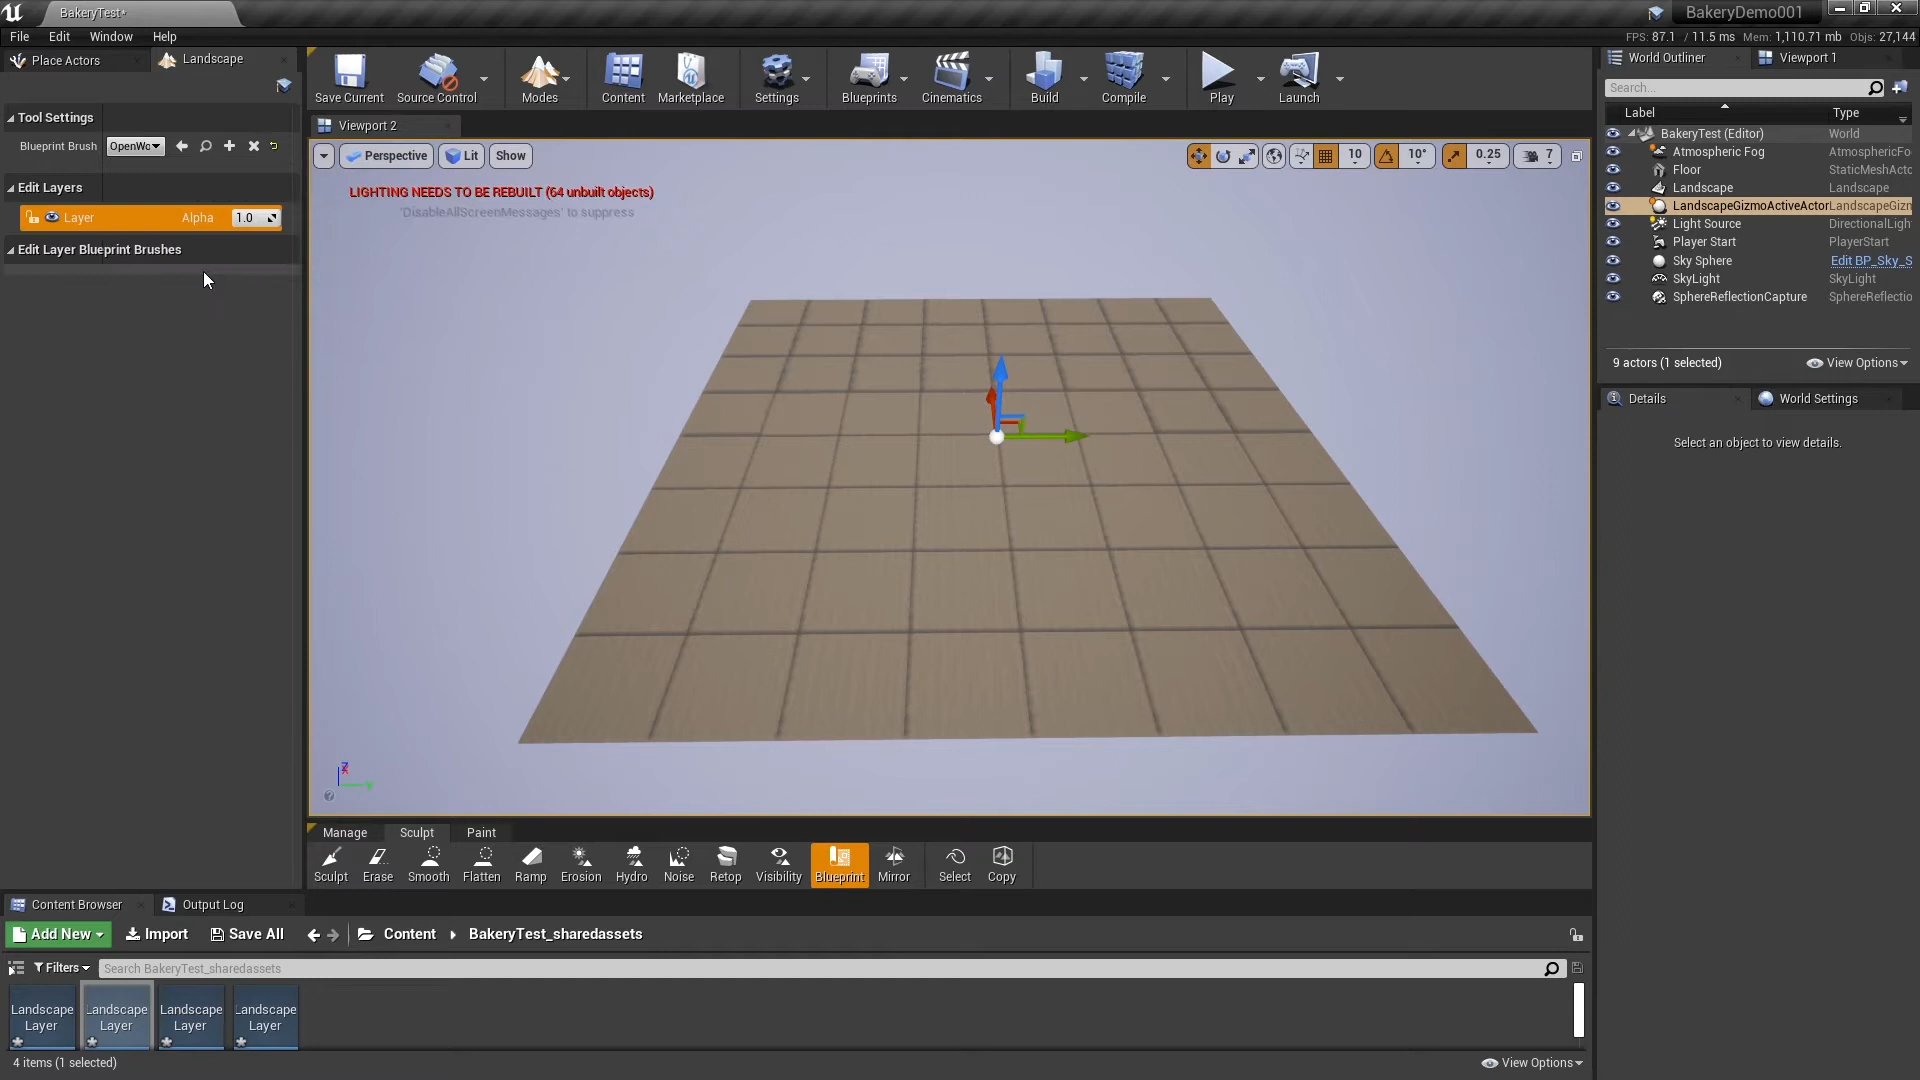 BakeryTest*
BakeryDemo001
File Edit Window Help
FPS: 87.1 / 11.5 ms Mem: 1,110.71 mb Objs: 27,144
Place Actors
Landscape
Tool Settings
Blueprint Brush OpenWo
Edit Layers
Layer Alpha 1.0
Edit Layer Blueprint Brushes
Save Current Source Control Modes Content Marketplace Settings Blueprints Cinematics Build Compile Play Launch
Viewport 2
Perspective Lit Show
10 10° 0.25 7
LIGHTING NEEDS TO BE REBUILT (64 unbuilt objects)
'DisableAllScreenMessages' to suppress
Z
Y
Manage Sculpt Paint
Sculpt Erase Smooth Flatten Ramp Erosion Hydro Noise Retop Visibility Blueprint Mirror Select Copy
World Outliner
Viewport 1
Search...
Label Type
BakeryTest (Editor) World
Atmospheric Fog AtmosphericFo
Floor StaticMeshActo
Landscape Landscape
LandscapeGizmoActiveActor LandscapeGizn
Light Source DirectionalLigh
Player Start PlayerStart
Sky Sphere Edit BP_Sky_S
SkyLight SkyLight
SphereReflectionCapture SphereReflectio
9 actors (1 selected) View Options
Details
World Settings
Select an object to view details.
Content Browser
Output Log
Add New Import Save All Content BakeryTest_sharedassets
Filters Search BakeryTest_sharedassets
Landscape Layer
Landscape Layer
Landscape Layer
Landscape Layer
4 items (1 selected) View Options